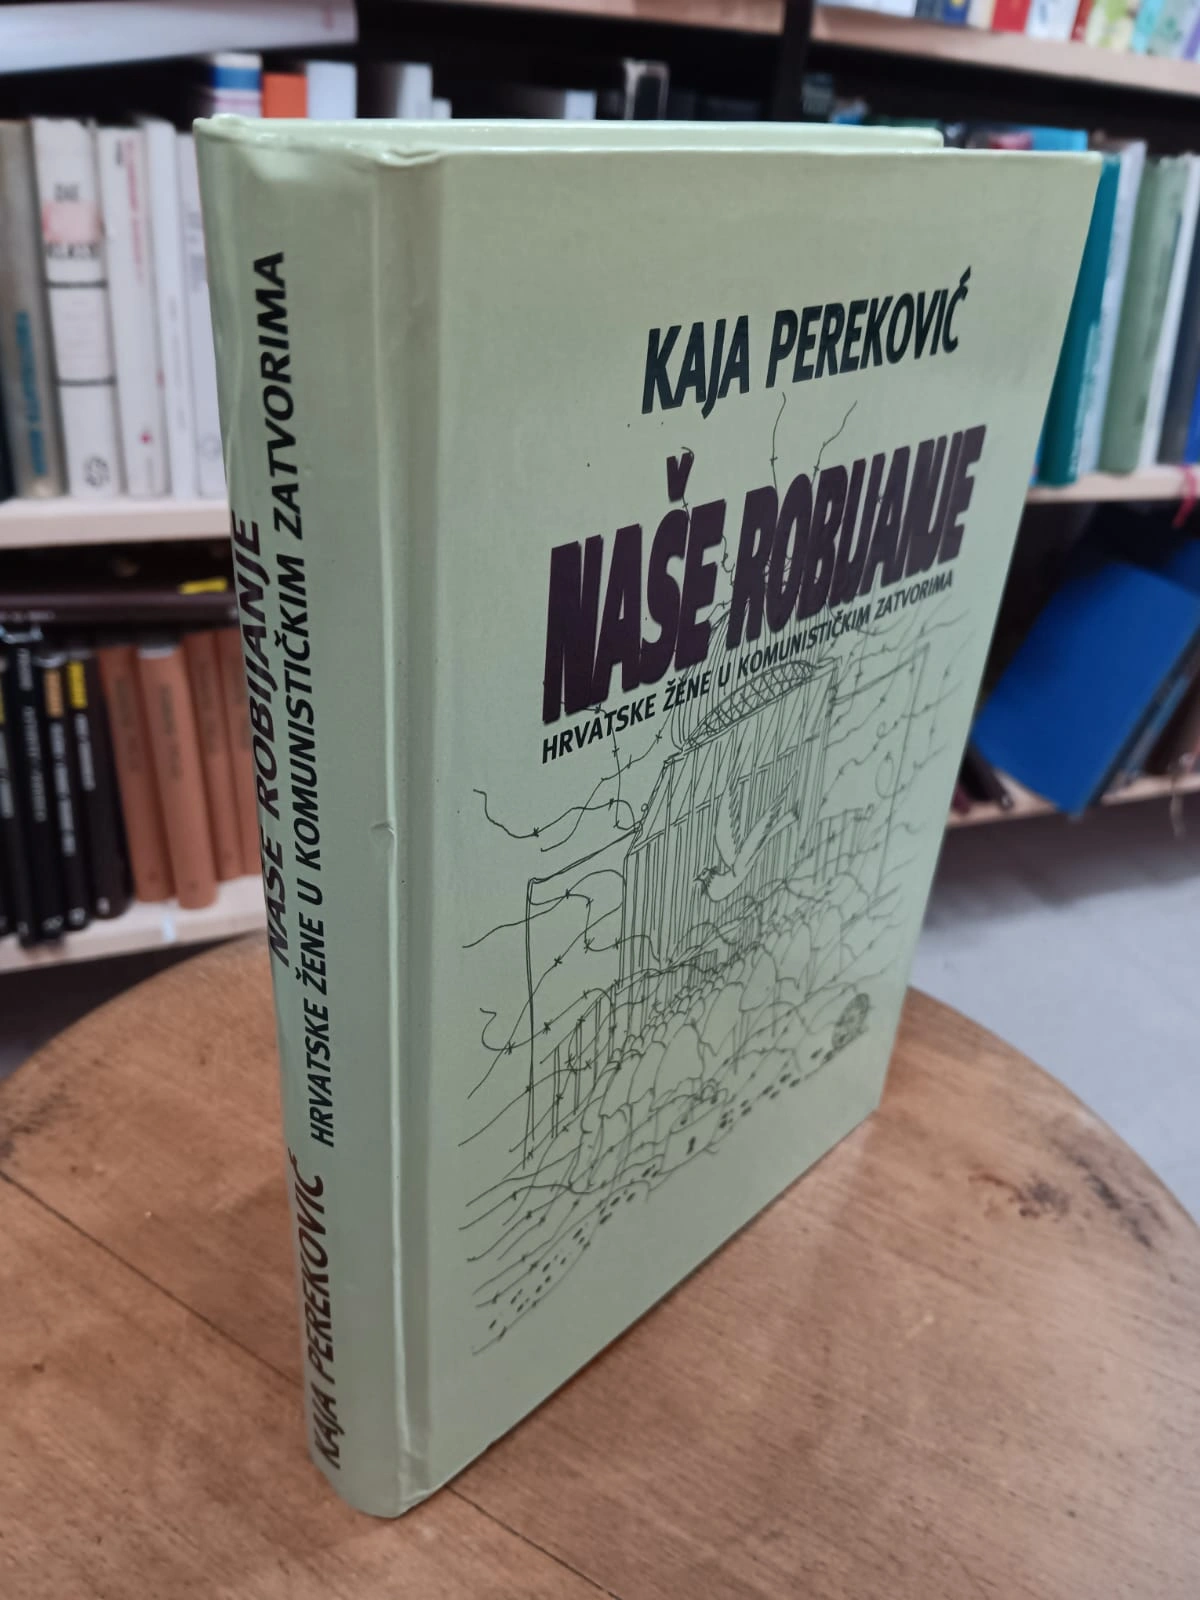 KAJA PEREKOVIĆ
NAŠE ROBIJANJE
HRVATSKE ŽENE U KOMUNISTIČKIM ZATVORIMA
KAJA PEREKOVIĆ
NAŠE ROBIJANJE
HRVATSKE ŽENE U KOMUNISTIČKIM ZATVORIMA